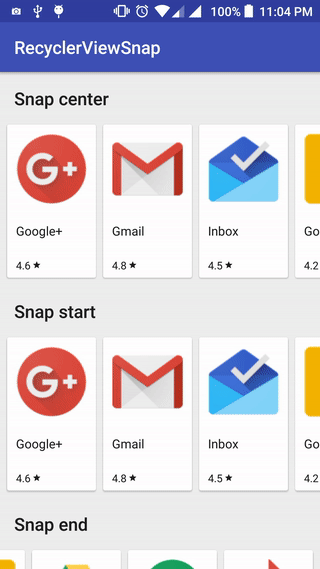 100% 11:04 PM
RecyclerViewSnap
Snap center
Google+ Gmail Inbox Go
4.6 ★ 4.8 ★ 4.5 ★ 4.2
Snap start
Google+ Gmail Inbox Go
4.6 ★ 4.8 ★ 4.5 ★ 4.2
Snap end